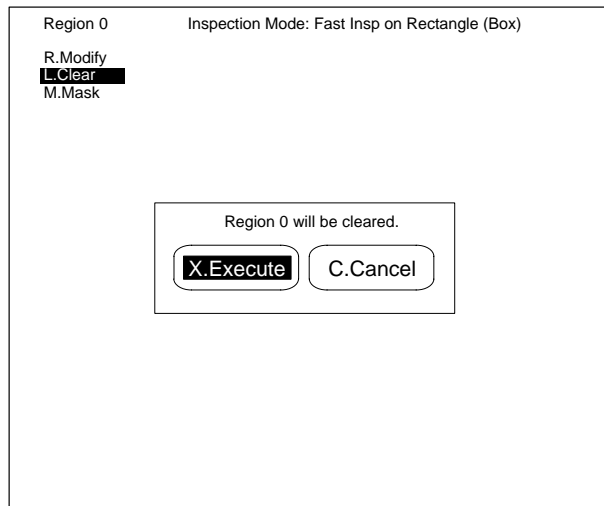 Region 0 Inspection Mode: Fast Insp on Rectangle (Box)
R.Modify
L.Clear
M.Mask
Region 0 will be cleared.
X.Execute C.Cancel